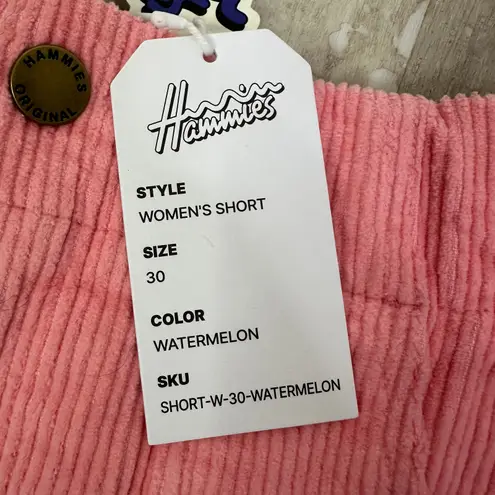 HAMMIES
ORIGINAL
Hammies
STYLE
WOMEN'S SHORT
SIZE
30
COLOR
WATERMELON
SKU
SHORT-W-30-WATERMELON